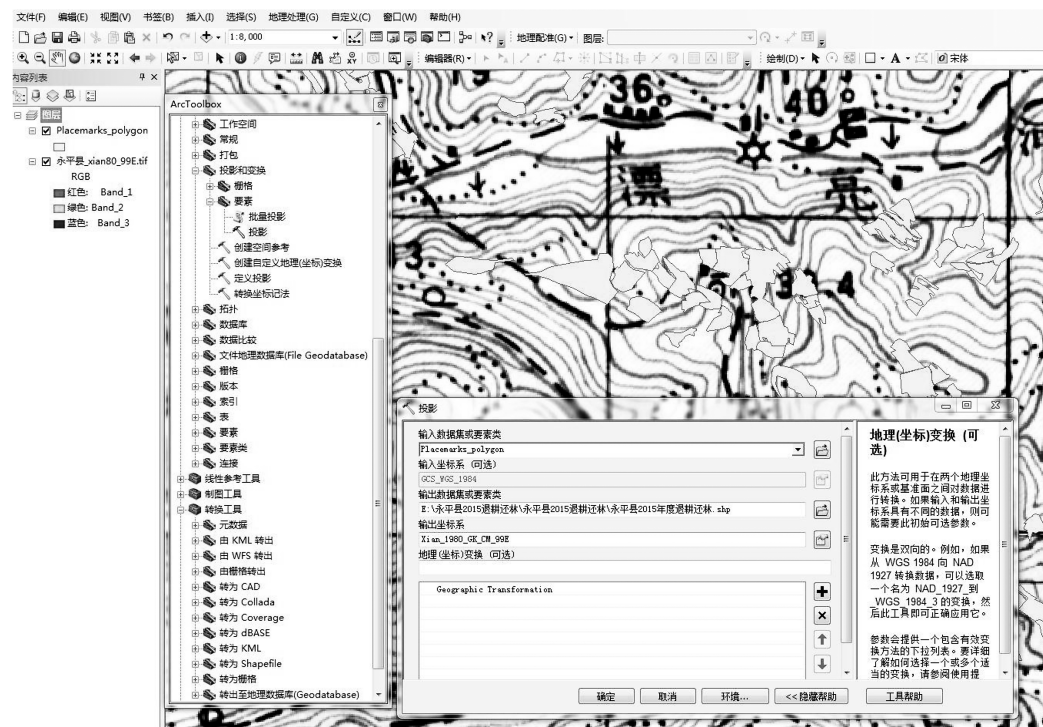 文件(F) 编辑(E) 视图(V) 书签(B) 插入(I) 选择(S) 地理处理(G) 自定义(C) 窗口(W) 帮助(H)
1:8,000
地理配准(G)
图层:
编辑器(R)
绘制(D)
宋体
内容列表
图层
Placemarks_polygon
永平县_xian80_99E.tif
RGB
红色: Band_1
绿色: Band_2
蓝色: Band_3
ArcToolbox
工作空间
常规
打包
投影和变换
栅格
要素
批量投影
投影
创建空间参考
创建自定义地理(坐标)变换
定义投影
转换坐标记法
拓扑
数据库
数据比较
文件地理数据库(File Geodatabase)
栅格
版本
索引
表
要素
要素类
连接
线性参考工具
制图工具
转换工具
元数据
由 KML 转出
由 WFS 转出
由栅格转出
转为 CAD
转为 Collada
转为 Coverage
转为 dBASE
转为 KML
转为 Shapefile
转为栅格
转出至地理数据库(Geodatabase)
36
40
投影
输入数据集或要素类
Placemarks_polygon
输入坐标系 (可选)
GCS_WGS_1984
输出数据集或要素类
E:\永平县2015退耕还林\永平县2015退耕还林\永平县2015年度退耕还林.shp
输出坐标系
Xian_1980_GK_CM_99E
地理(坐标)变换 (可选)
Geographic Transformation
确定
取消
环境...
<< 隐藏帮助
工具帮助
地理(坐标)变换 (可
选)
此方法可用于在两个地理坐
标系或基准面之间对数据进
行转换。如果输入和输出坐
标系具有不同的数据，则可
能需要此初始可选参数。
变换是双向的。例如，如果
从 WGS 1984 向 NAD
1927 转换数据，可以选取
一个名为 NAD_1927_到
_WGS_1984_3 的变换，然
后此工具即可正确应用它。
参数会提供一个包含有效变
换方法的下拉列表。要详细
了解如何选择一个或多个适
当的变换，请参阅使用提